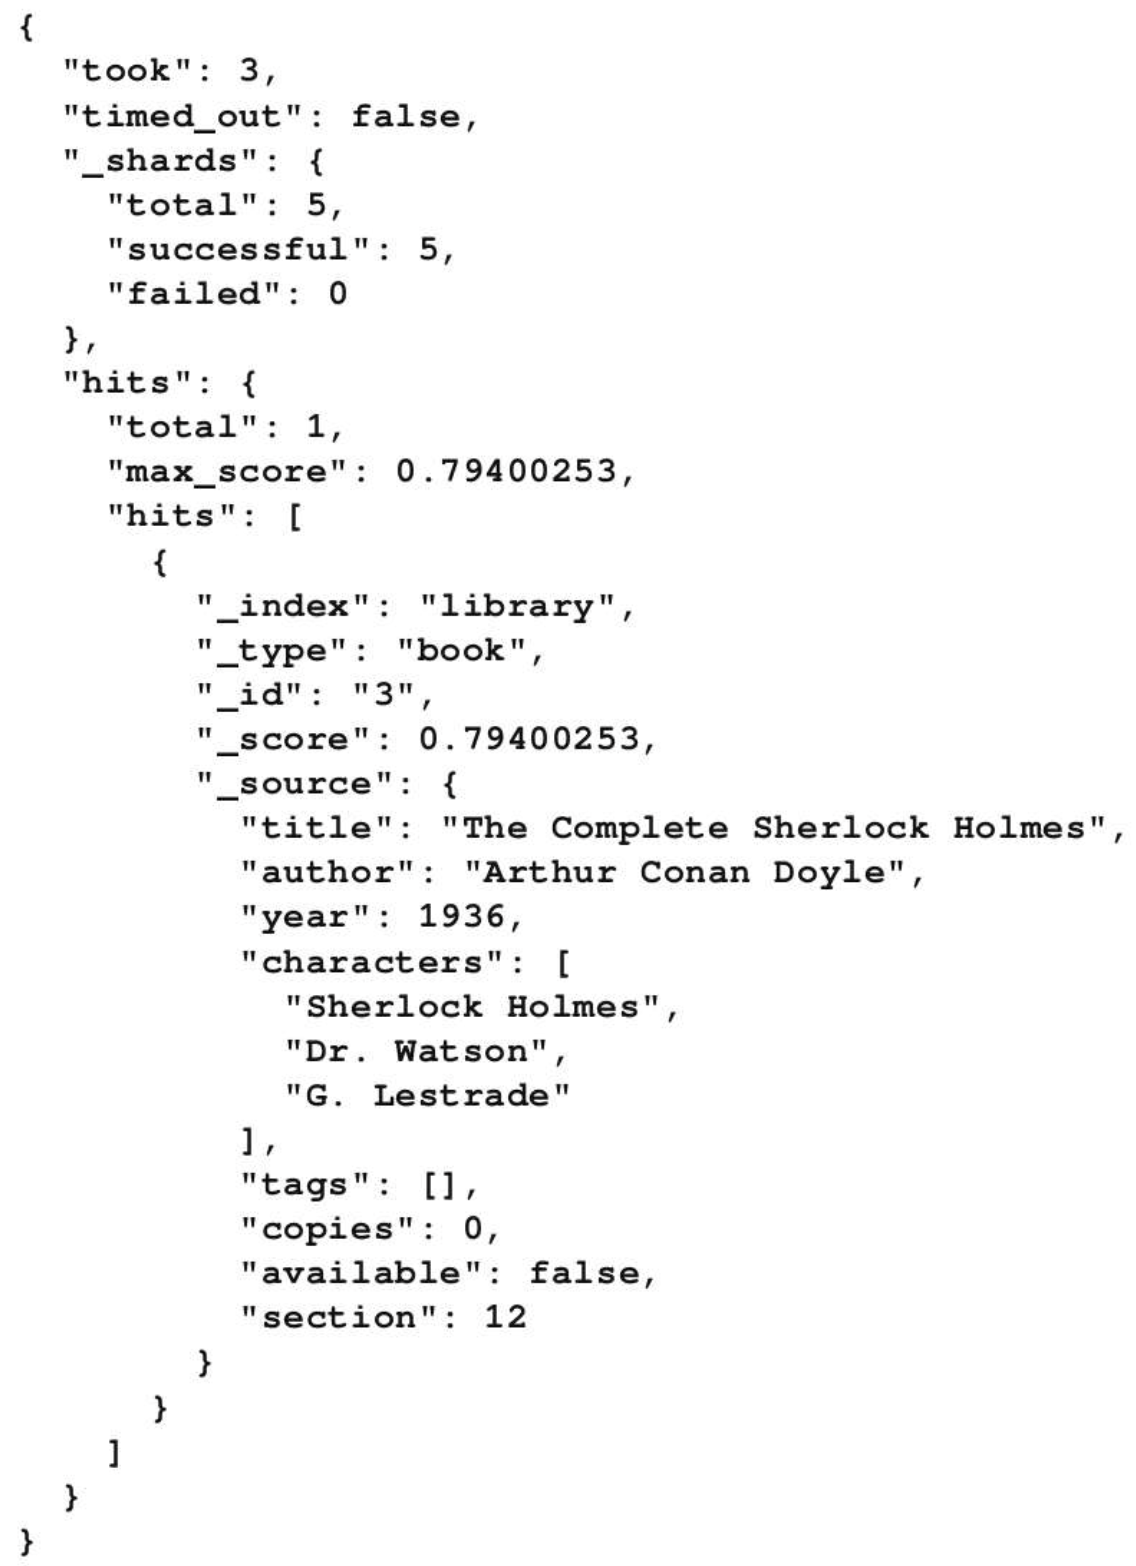 {
  "took": 3,
  "timed_out": false,
  "_shards": {
    "total": 5,
    "successful": 5,
    "failed": 0
  },
  "hits": {
    "total": 1,
    "max_score": 0.79400253,
    "hits": [
      {
        "_index": "library",
        "_type": "book",
        "_id": "3",
        "_score": 0.79400253,
        "_source": {
          "title": "The Complete Sherlock Holmes",
          "author": "Arthur Conan Doyle",
          "year": 1936,
          "characters": [
            "Sherlock Holmes",
            "Dr. Watson",
            "G. Lestrade"
          ],
          "tags": [],
          "copies": 0,
          "available": false,
          "section": 12
        }
      }
    ]
  }
}